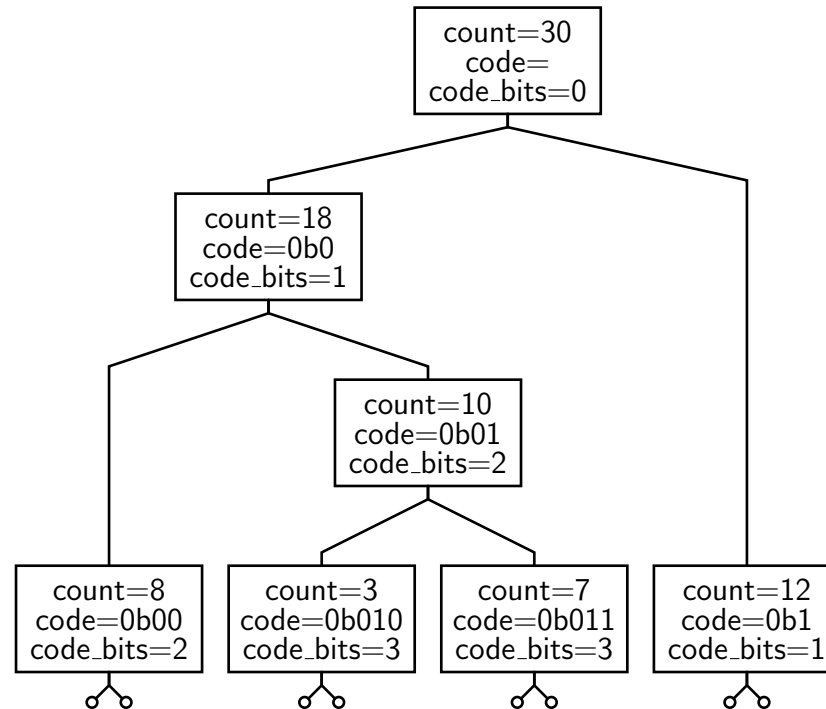 count=30
code=
code_bits=0
count=18
code=0b0
code_bits=1
count=10
code=0b01
code_bits=2
count=8
code=0b00
code_bits=2
count=3
code=0b010
code_bits=3
count=7
code=0b011
code_bits=3
count=12
code=0b1
code_bits=1